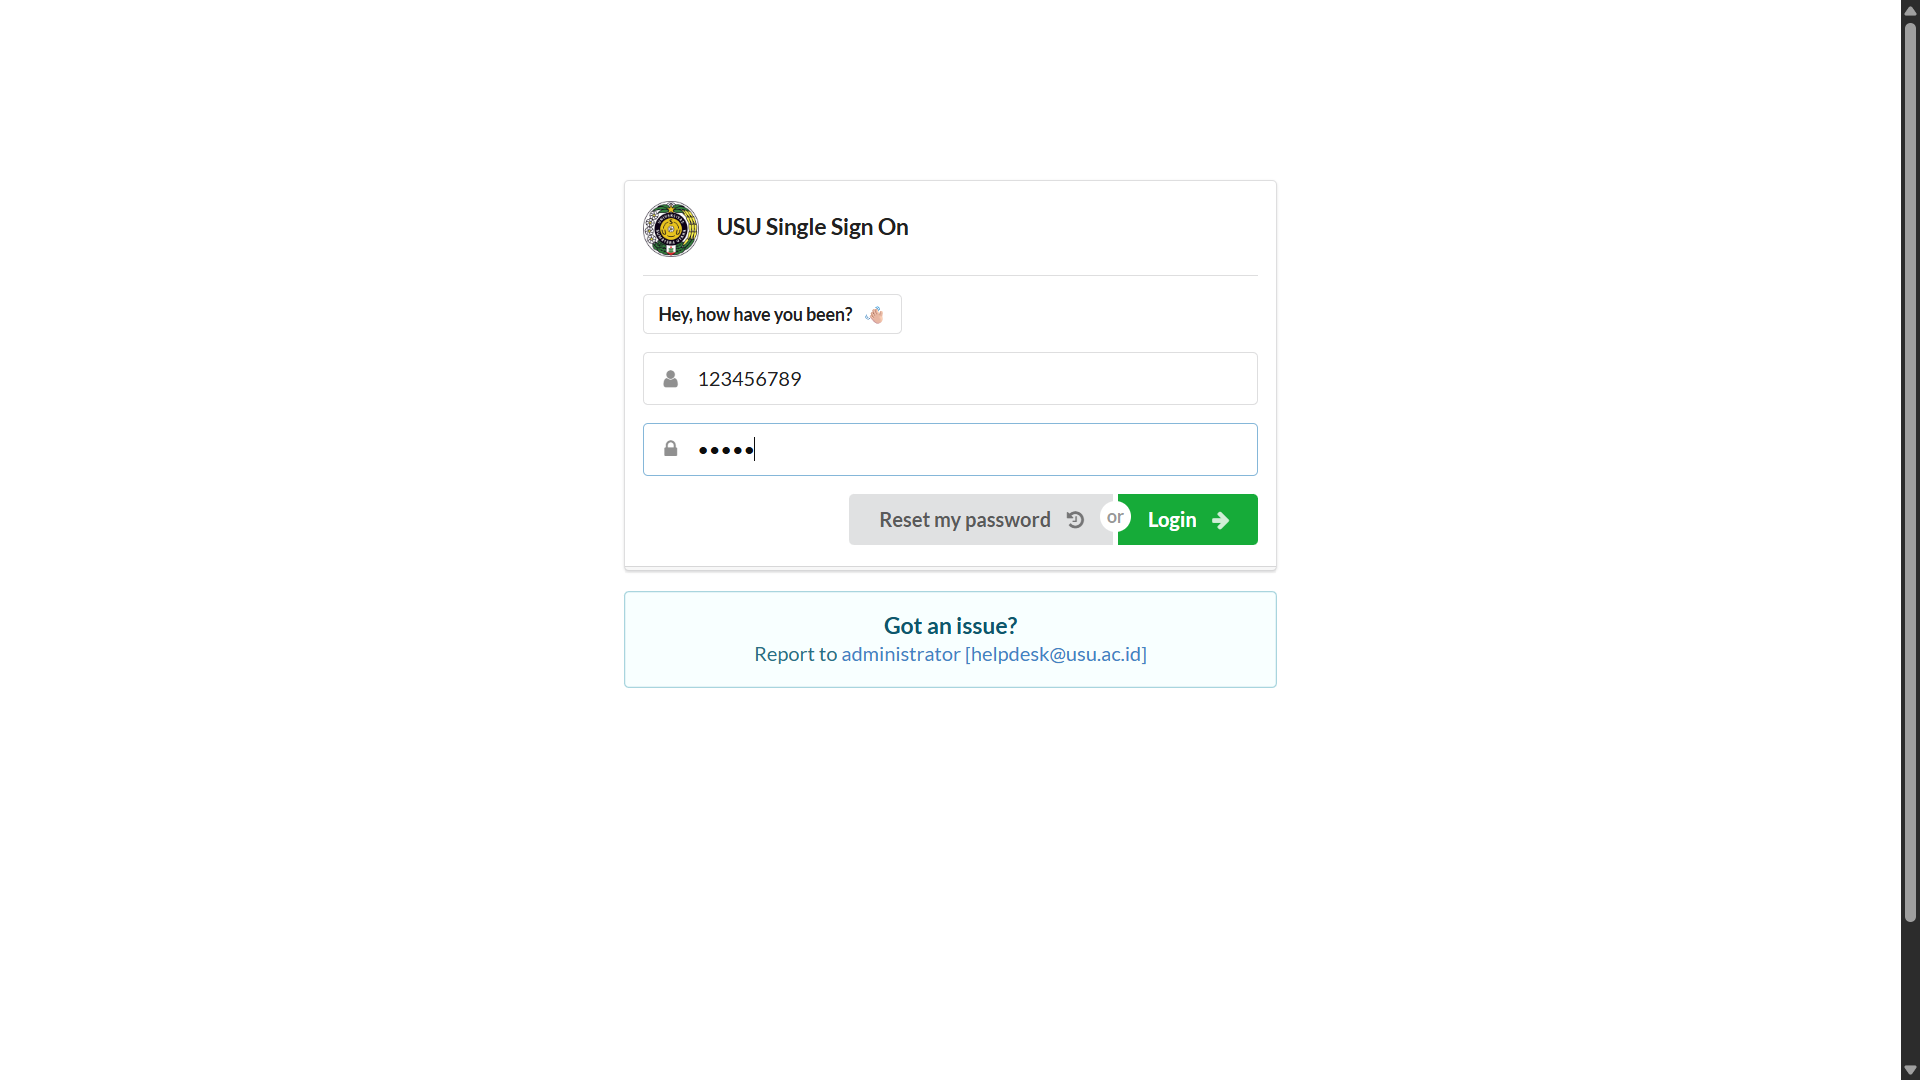 USU Single Sign On
Hey, how have you been? 👋🏻
123456789
•••••
Reset my password
or
Login
Got an issue?
Report to administrator [helpdesk@usu.ac.id]